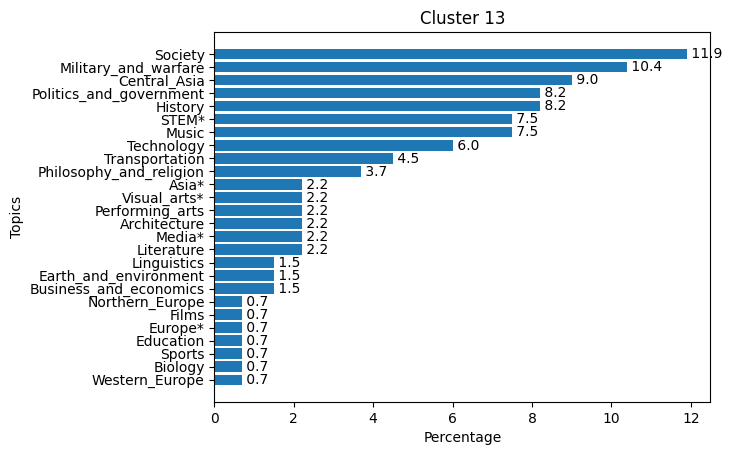 Cluster 13
Society 11.9
Military_and_warfare 10.4
Central_Asia 9.0
Politics_and_government 8.2
History 8.2
STEM* 7.5
Music 7.5
Technology 6.0
Transportation 4.5
Philosophy_and_religion 3.7
Asia* 2.2
Visual_arts* 2.2
Performing_arts 2.2
Architecture 2.2
Media* 2.2
Literature 2.2
Linguistics 1.5
Earth_and_environment 1.5
Business_and_economics 1.5
Northern_Europe 0.7
Films 0.7
Europe* 0.7
Education 0.7
Sports 0.7
Biology 0.7
Western_Europe 0.7
0 2 4 6 8 10 12
Percentage
Topics